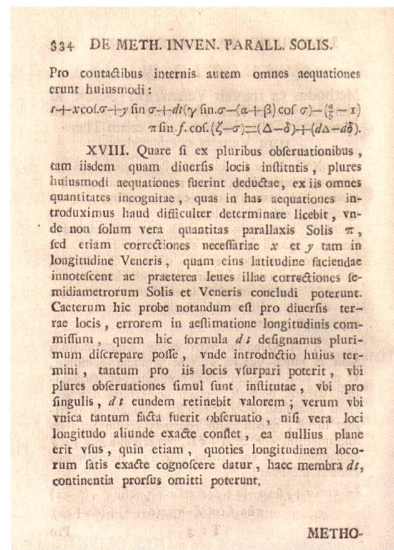 334 DE METH. INVEN. PARALL. SOLIS.
Pro contactibus internis autem omnes aequationes
erunt huiusmodi:
s+xcoſ.σ+y ſin σ+dt(γ ſin.σ−(α+β) coſ σ)−(a/b−1)
π ſin. f. coſ.(ζ−σ)=(Δ−δ)+(dΔ−dδ).
XVIII. Quare ſi ex pluribus obſeruationibus,
tam iisdem quam diuerſis locis inſtitutis, plures
huiusmodi aequationes fuerint deductae, ex iis omnes
quantitates incognitae, quas in has aequationes in-
troduximus haud difficulter determinare licebit, vn-
de non ſolum vera quantitas parallaxis Solis π,
ſed etiam correctiones neceſſariae x et y tam in
longitudine Veneris, quam eius latitudine faciendae
innoteſcent ac praeterea leues illae correctiones ſe-
midiametrorum Solis et Veneris concludi poterunt.
Caeterum hic probe notandum eſt pro diuerſis ter-
rae locis, errorem in aeſtimatione longitudinis com-
miſſum, quem hic formula dt deſignamus pluri-
mum diſcrepare poſſe, vnde introductio huius ter-
mini, tantum pro iis locis vſurpari poterit, vbi
plures obſeruationes ſimul ſunt inſtitutae, vbi pro
ſingulis, dt eundem retinebit valorem; verum vbi
vnica tantum facta fuerit obſeruatio, niſi vera loci
longitudo aliunde exacte conſtet, ea nullius plane
erit vſus, quin etiam, quoties longitudinem loco-
rum ſatis exacte cognoſcere datur, haec membra dt,
continentia prorſus omitti poterunt.
METHO-